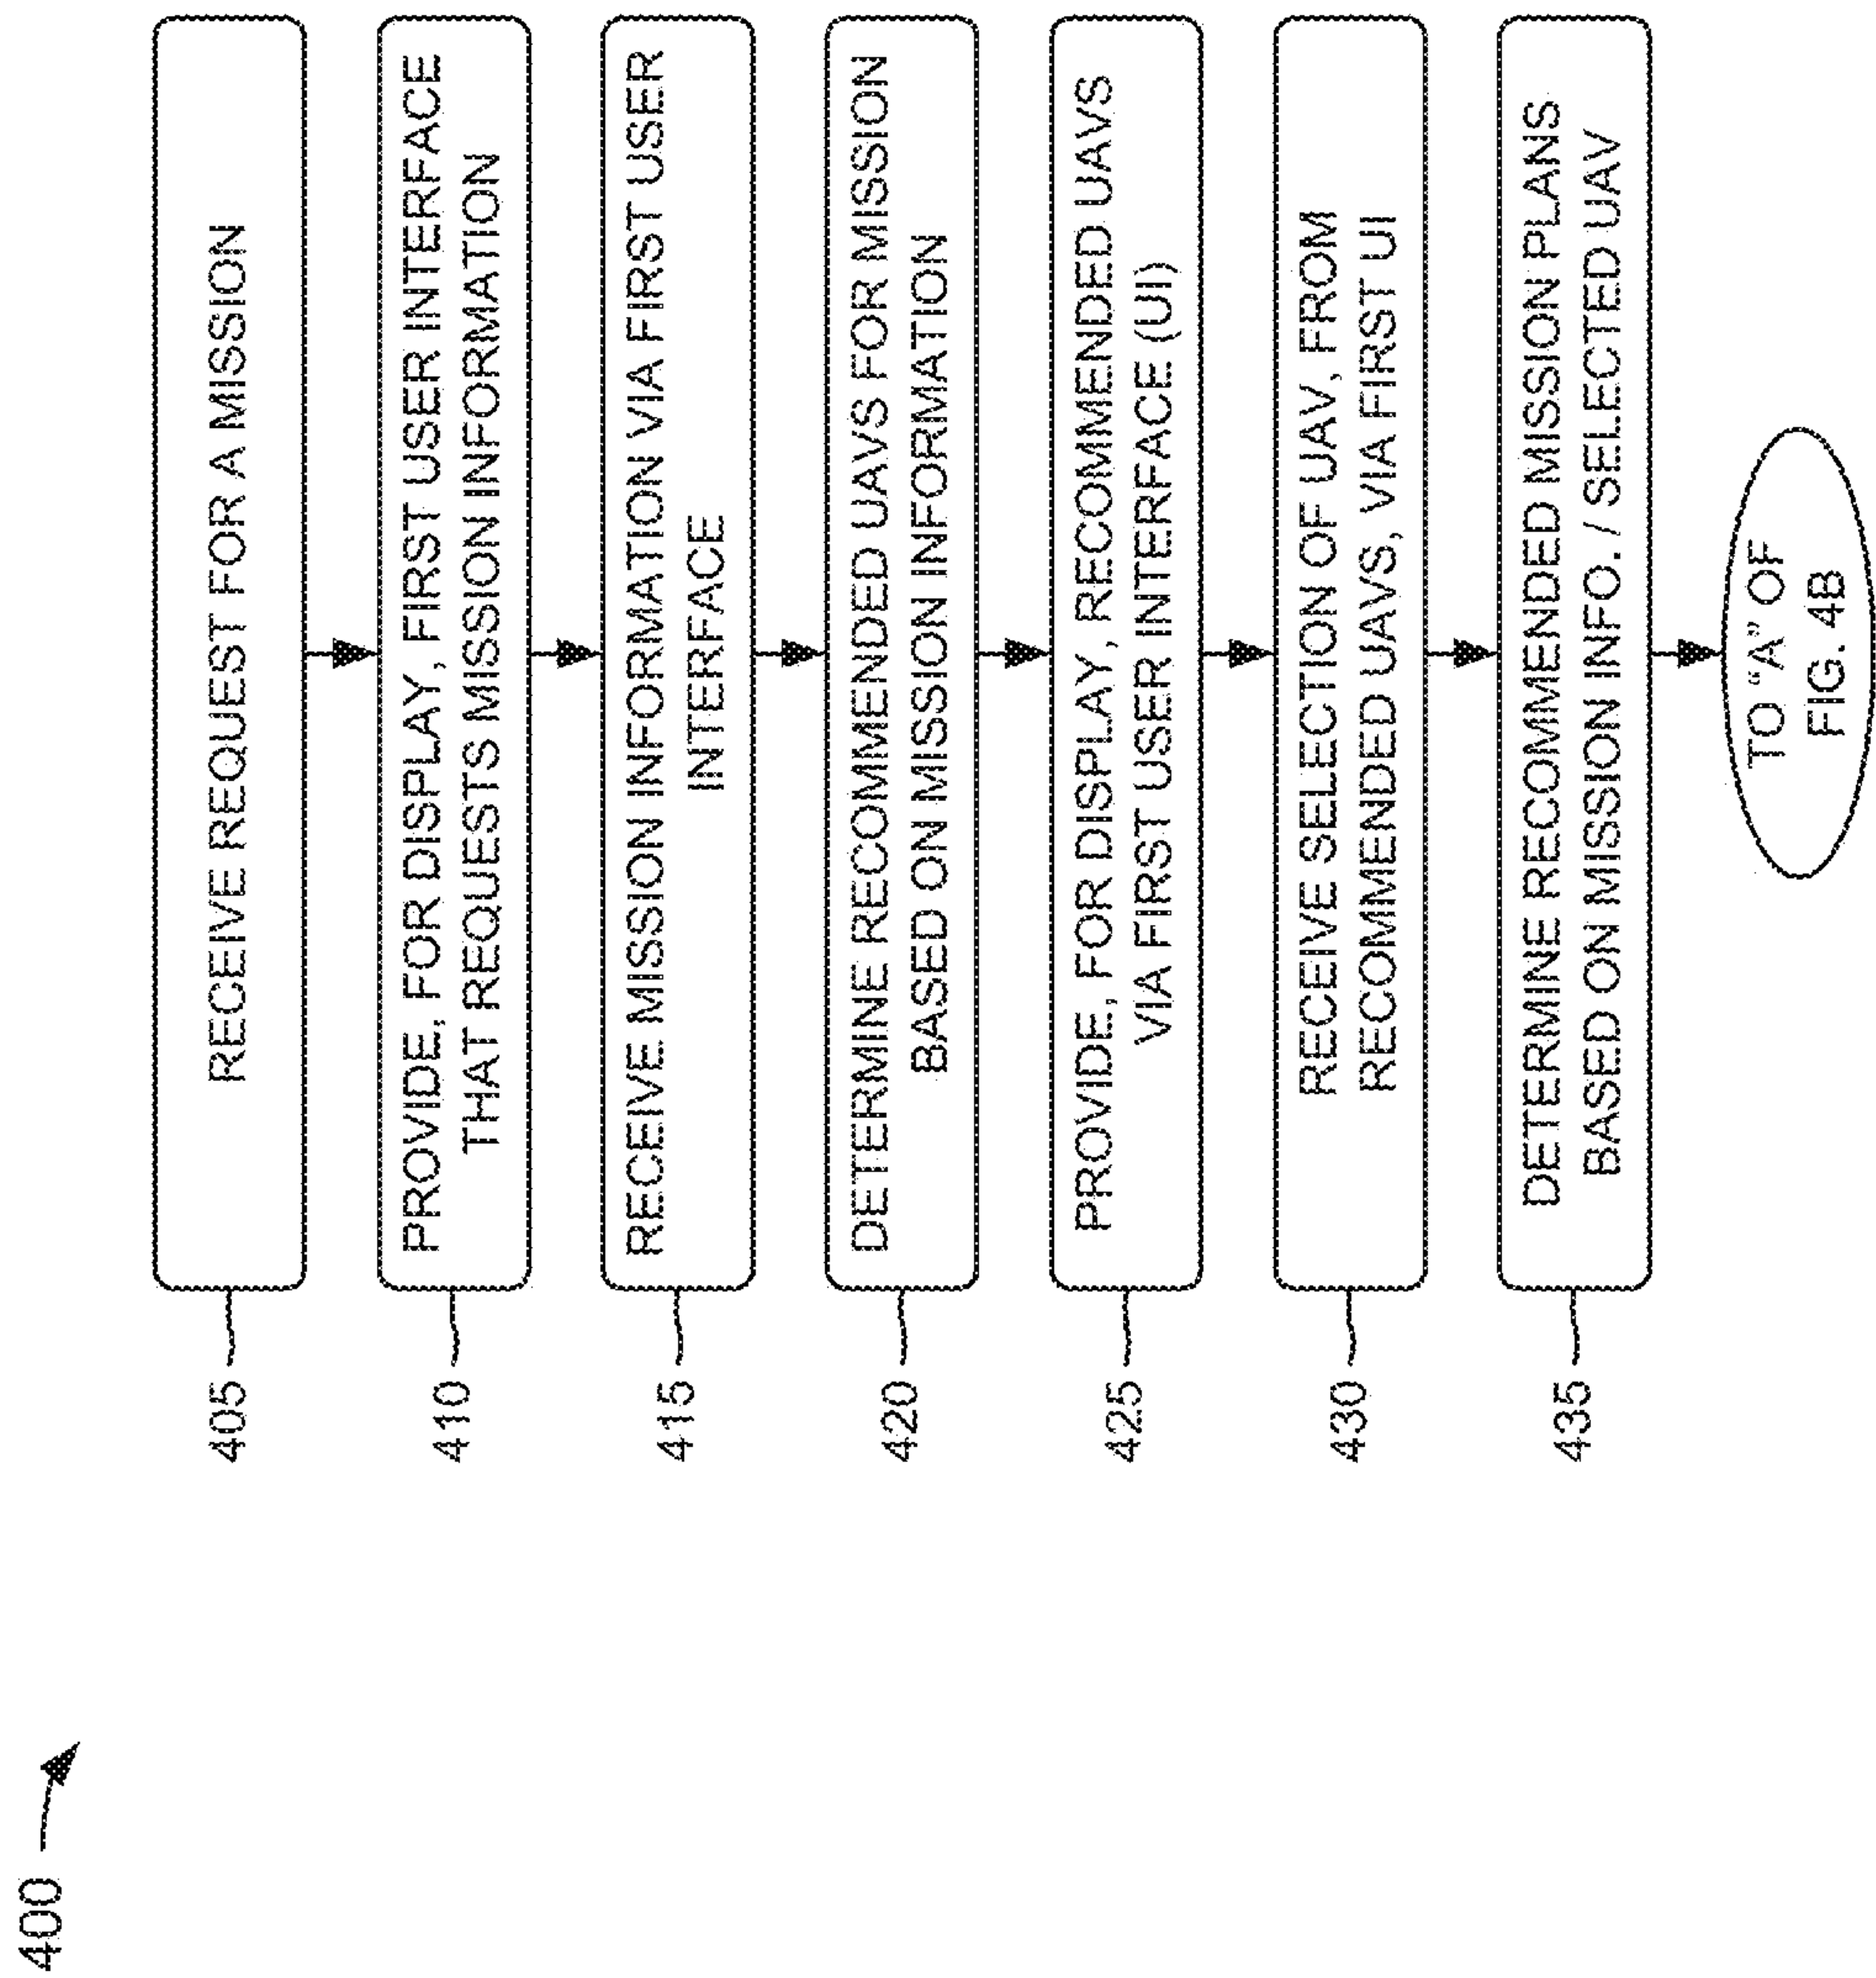 400
405
RECEIVE REQUEST FOR A MISSION
410
PROVIDE, FOR DISPLAY, FIRST USER INTERFACE
THAT REQUESTS MISSION INFORMATION
415
RECEIVE MISSION INFORMATION VIA FIRST USER
INTERFACE
420
DETERMINE RECOMMENDED UAVS FOR MISSION
BASED ON MISSION INFORMATION
425
PROVIDE, FOR DISPLAY, RECOMMENDED UAVS
VIA FIRST USER INTERFACE (UI)
430
RECEIVE SELECTION OF UAV, FROM
RECOMMENDED UAVS, VIA FIRST UI
435
DETERMINE RECOMMENDED MISSION PLANS
BASED ON MISSION INFO. / SELECTED UAV
TO "A" OF
FIG. 4B